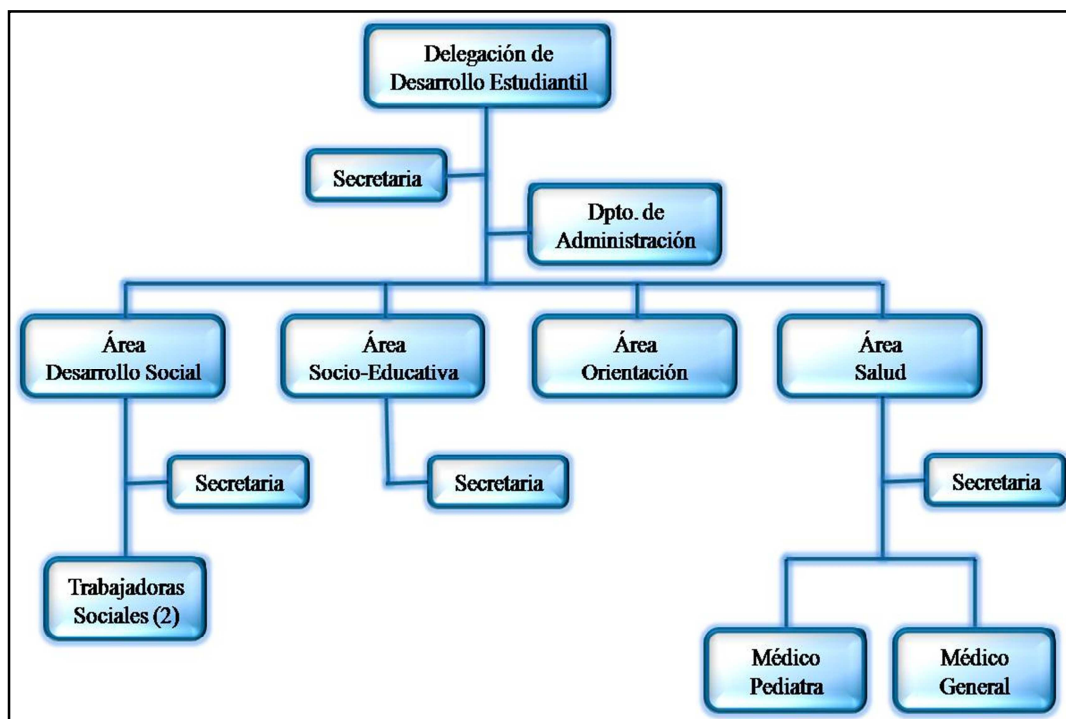 Delegación de
Desarrollo Estudiantil
Secretaria
Dpto. de
Administración
Área
Desarrollo Social
Área
Socio-Educativa
Área
Orientación
Área
Salud
Secretaria
Secretaria
Secretaria
Trabajadoras
Sociales (2)
Médico
Pediatra
Médico
General